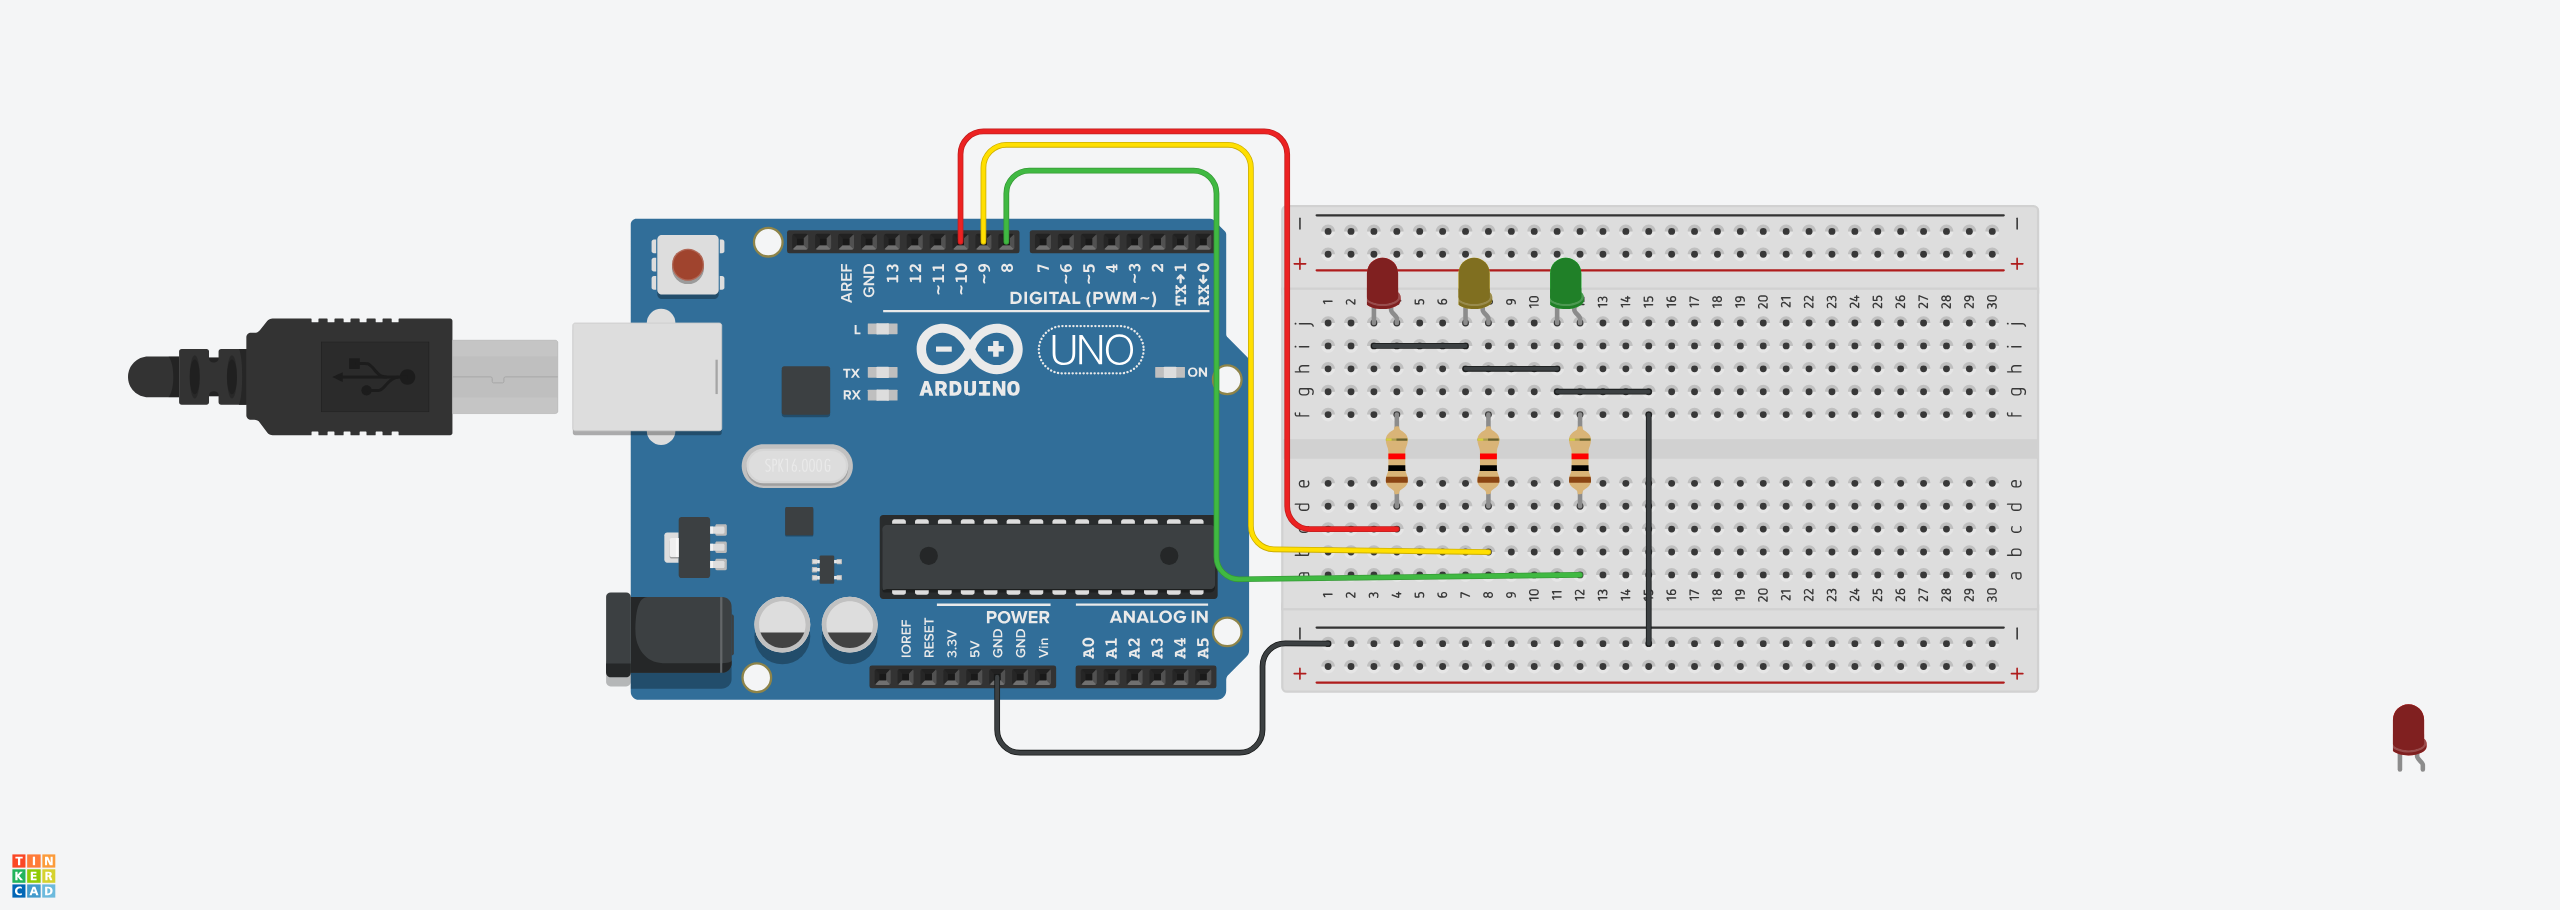 AREF
GND
13
12
~11
~10
~9
8
7
~6
~5
4
~3
2
TX→1
RX←0
DIGITAL (PWM~)
L
TX
RX
ARDUINO
UNO
ON
SPK16.000G
POWER
ANALOG IN
IOREF
RESET
3.3V
5V
GND
GND
Vin
A0
A1
A2
A3
A4
A5
− −
+ +
1 2 5 6 9 10 13 14 15 16 17 18 19 20 21 22 23 24 25 26 27 28 29 30
j j
i i
h h
g g
f f
e e
d d
c
b
a a
1 2 3 4 5 6 7 8 9 10 11 12 13 14 15 16 17 18 19 20 21 22 23 24 25 26 27 28 29 30
− −
+ +
TIN
KER
CAD